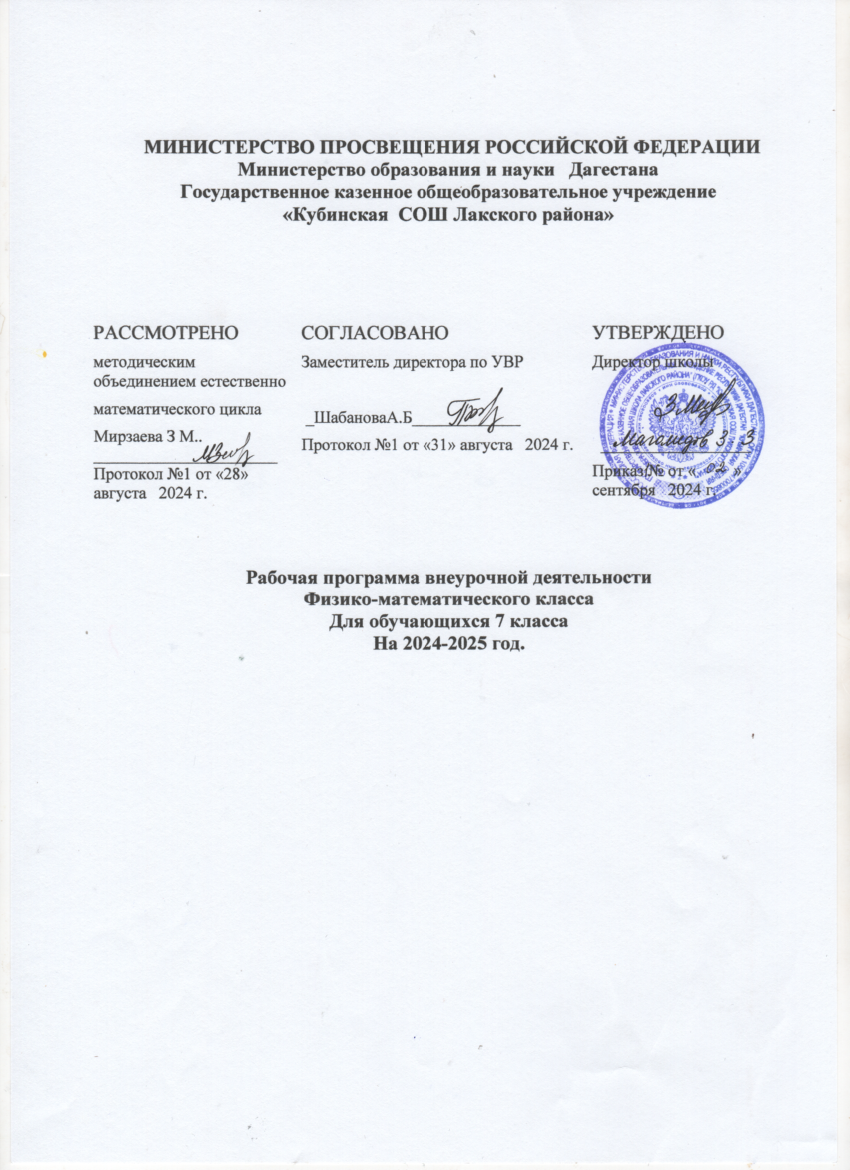 МИНИСТЕРСТВО ПРОСВЕЩЕНИЯ РОССИЙСКОЙ ФЕДЕРАЦИИ
Министерство образования и науки Дагестана
Государственное казенное общеобразовательное учреждение
«Кубинская СОШ Лакского района»
РАССМОТРЕНО
методическим
объединением естественно
математического цикла
Мирзаева З М..
Протокол №1 от «28»
августа 2024 г.
СОГЛАСОВАНО
Заместитель директора по УВР
_ШабановаА.Б____________
Протокол №1 от «31» августа 2024 г.
УТВЕРЖДЕНО
Директор школы
Магомедов З З
Приказ № от « 02 »
сентября 2024 г.
Рабочая программа внеурочной деятельности
Физико-математического класса
Для обучающихся 7 класса
На 2024-2025 год.